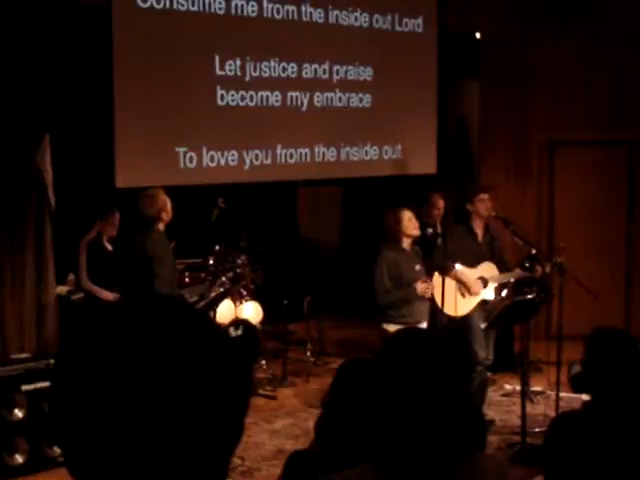 Consume me from the inside out Lord
Let justice and praise
become my embrace
To love you from the inside out